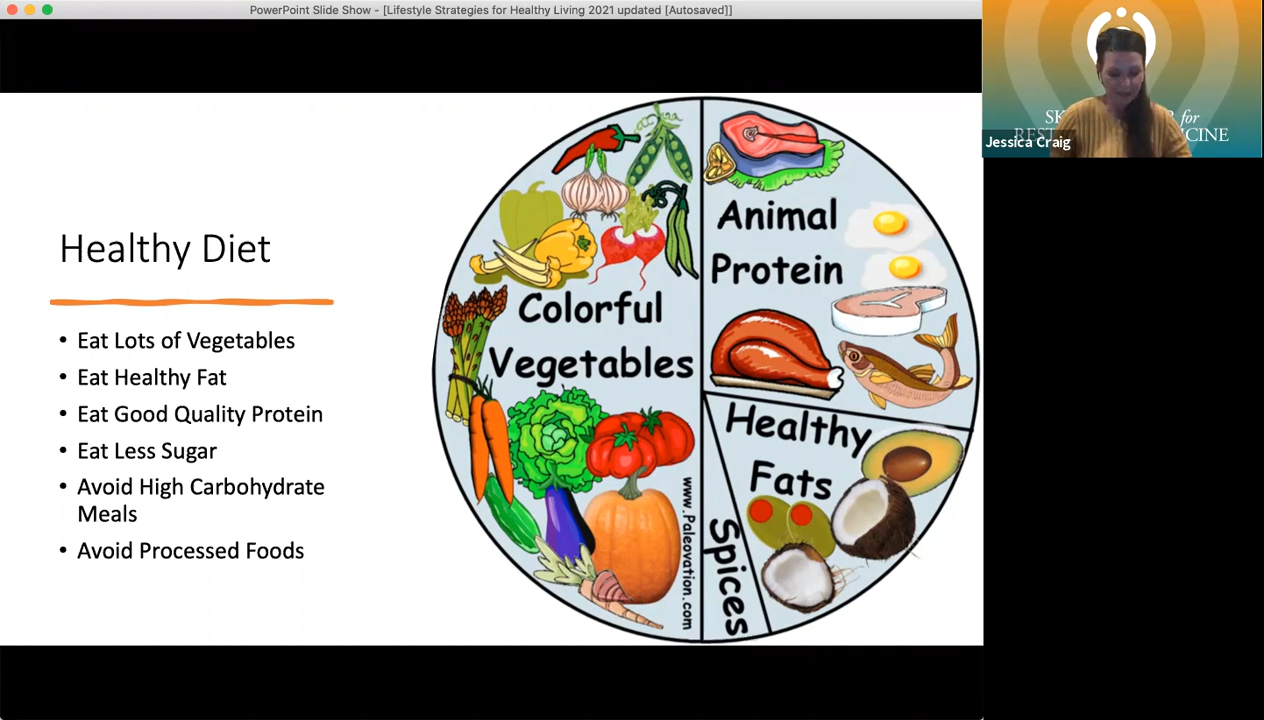 PowerPoint Slide Show - [Lifestyle Strategies for Healthy Living 2021 updated [Autosaved]]
Jessica Craig
for
Healthy Diet
• Eat Lots of Vegetables
• Eat Healthy Fat
• Eat Good Quality Protein
• Eat Less Sugar
• Avoid High Carbohydrate
Meals
• Avoid Processed Foods
Colorful
Vegetables
Animal
Protein
Healthy
Fats
Spices
www.Paleovation.com